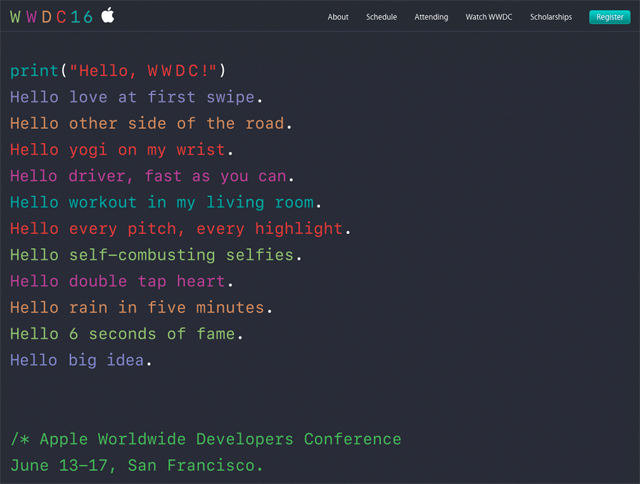 WWDC16
About Schedule Attending Watch WWDC Scholarships Register
print("Hello, WWDC!")
Hello love at first swipe.
Hello other side of the road.
Hello yogi on my wrist.
Hello driver, fast as you can.
Hello workout in my living room.
Hello every pitch, every highlight.
Hello self-combusting selfies.
Hello double tap heart.
Hello rain in five minutes.
Hello 6 seconds of fame.
Hello big idea.
/* Apple Worldwide Developers Conference
June 13–17, San Francisco.